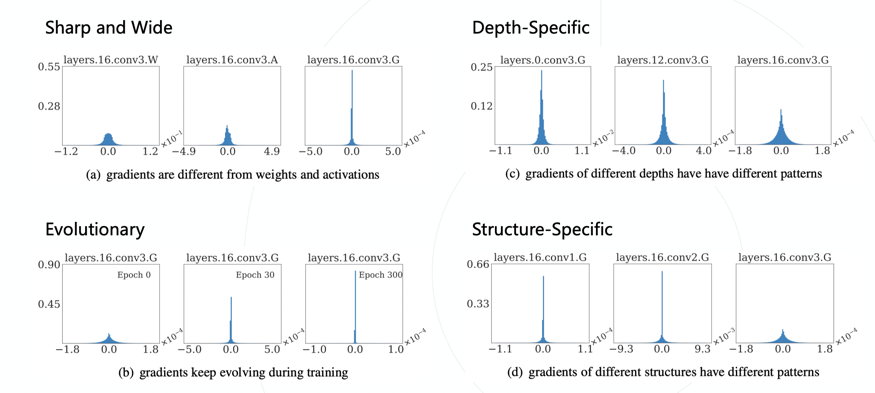 Sharp and Wide
layers.16.conv3.W layers.16.conv3.A layers.16.conv3.G
0.55
0.28
−1.2 0.0 1.2 ×10⁻¹ −4.9 0.0 4.9 −5.0 0.0 5.0 ×10⁻⁴
(a) gradients are different from weights and activations
Depth-Specific
layers.0.conv3.G layers.12.conv3.G layers.16.conv3.G
0.25
0.12
−1.1 0.0 1.1 ×10⁻² −4.0 0.0 4.0 ×10⁻⁴ −1.8 0.0 1.8 ×10⁻⁴
(c) gradients of different depths have have different patterns
Evolutionary
layers.16.conv3.G layers.16.conv3.G layers.16.conv3.G
0.90
Epoch 0 Epoch 30 Epoch 300
0.45
−1.8 0.0 1.8 ×10⁻⁴ −5.0 0.0 5.0 ×10⁻⁴ −1.0 0.0 1.0 ×10⁻⁴
(b) gradients keep evolving during training
Structure-Specific
layers.16.conv1.G layers.16.conv2.G layers.16.conv3.G
0.66
0.33
−1.1 0.0 1.1 ×10⁻⁴ −9.3 0.0 9.3 ×10⁻³ −1.8 0.0 1.8 ×10⁻⁴
(d) gradients of different structures have different patterns